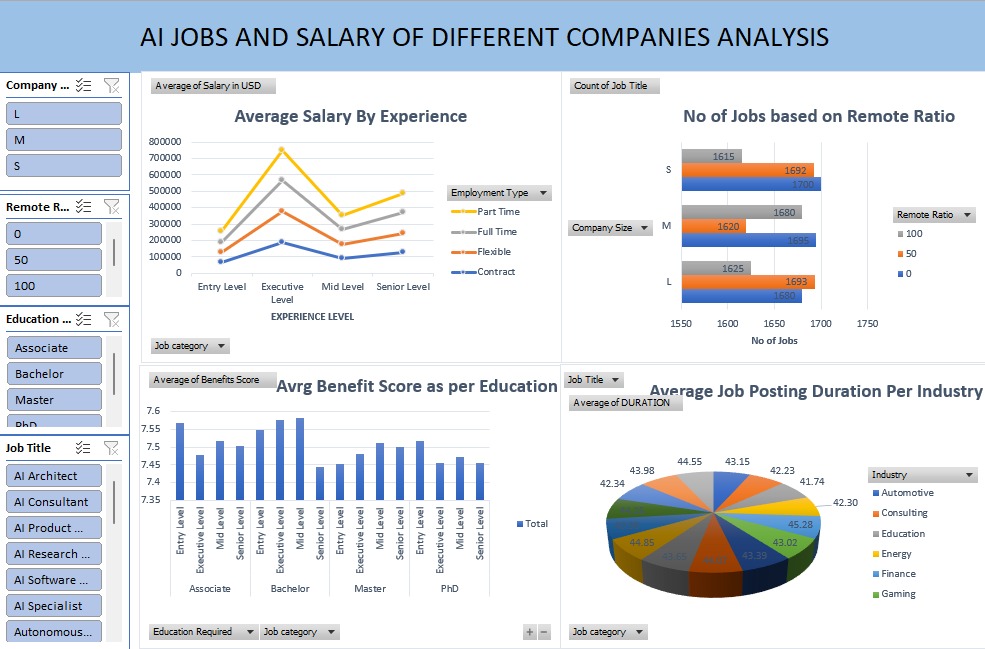 AI JOBS AND SALARY OF DIFFERENT COMPANIES ANALYSIS
Company ...
L
M
S
Remote R...
0
50
100
Education ...
Associate
Bachelor
Master
PhD
Job Title
AI Architect
AI Consultant
AI Product ...
AI Research ...
AI Software ...
AI Specialist
Autonomous...
Average of Salary in USD
Average Salary By Experience
800000
700000
600000
500000
400000
300000
200000
100000
0
Entry Level
Executive Level
Mid Level
Senior Level
EXPERIENCE LEVEL
Employment Type
Part Time
Full Time
Flexible
Contract
Job category
Count of Job Title
No of Jobs based on Remote Ratio
Company Size
S
M
L
1615
1692
1700
1680
1620
1695
1625
1693
1680
1550
1600
1650
1700
1750
No of Jobs
Remote Ratio
100
50
0
Average of Benefits Score
Avrg Benefit Score as per Education
7.6
7.55
7.5
7.45
7.4
7.35
Entry Level
Executive Level
Mid Level
Senior Level
Entry Level
Executive Level
Mid Level
Senior Level
Entry Level
Executive Level
Mid Level
Senior Level
Entry Level
Executive Level
Mid Level
Senior Level
Associate
Bachelor
Master
PhD
Total
Education Required
Job category
Job Title
Average of DURATION
Average Job Posting Duration Per Industry
43.15
42.23
41.74
42.30
45.28
43.02
43.39
44.85
42.34
43.98
44.55
Industry
Automotive
Consulting
Education
Energy
Finance
Gaming
Job category